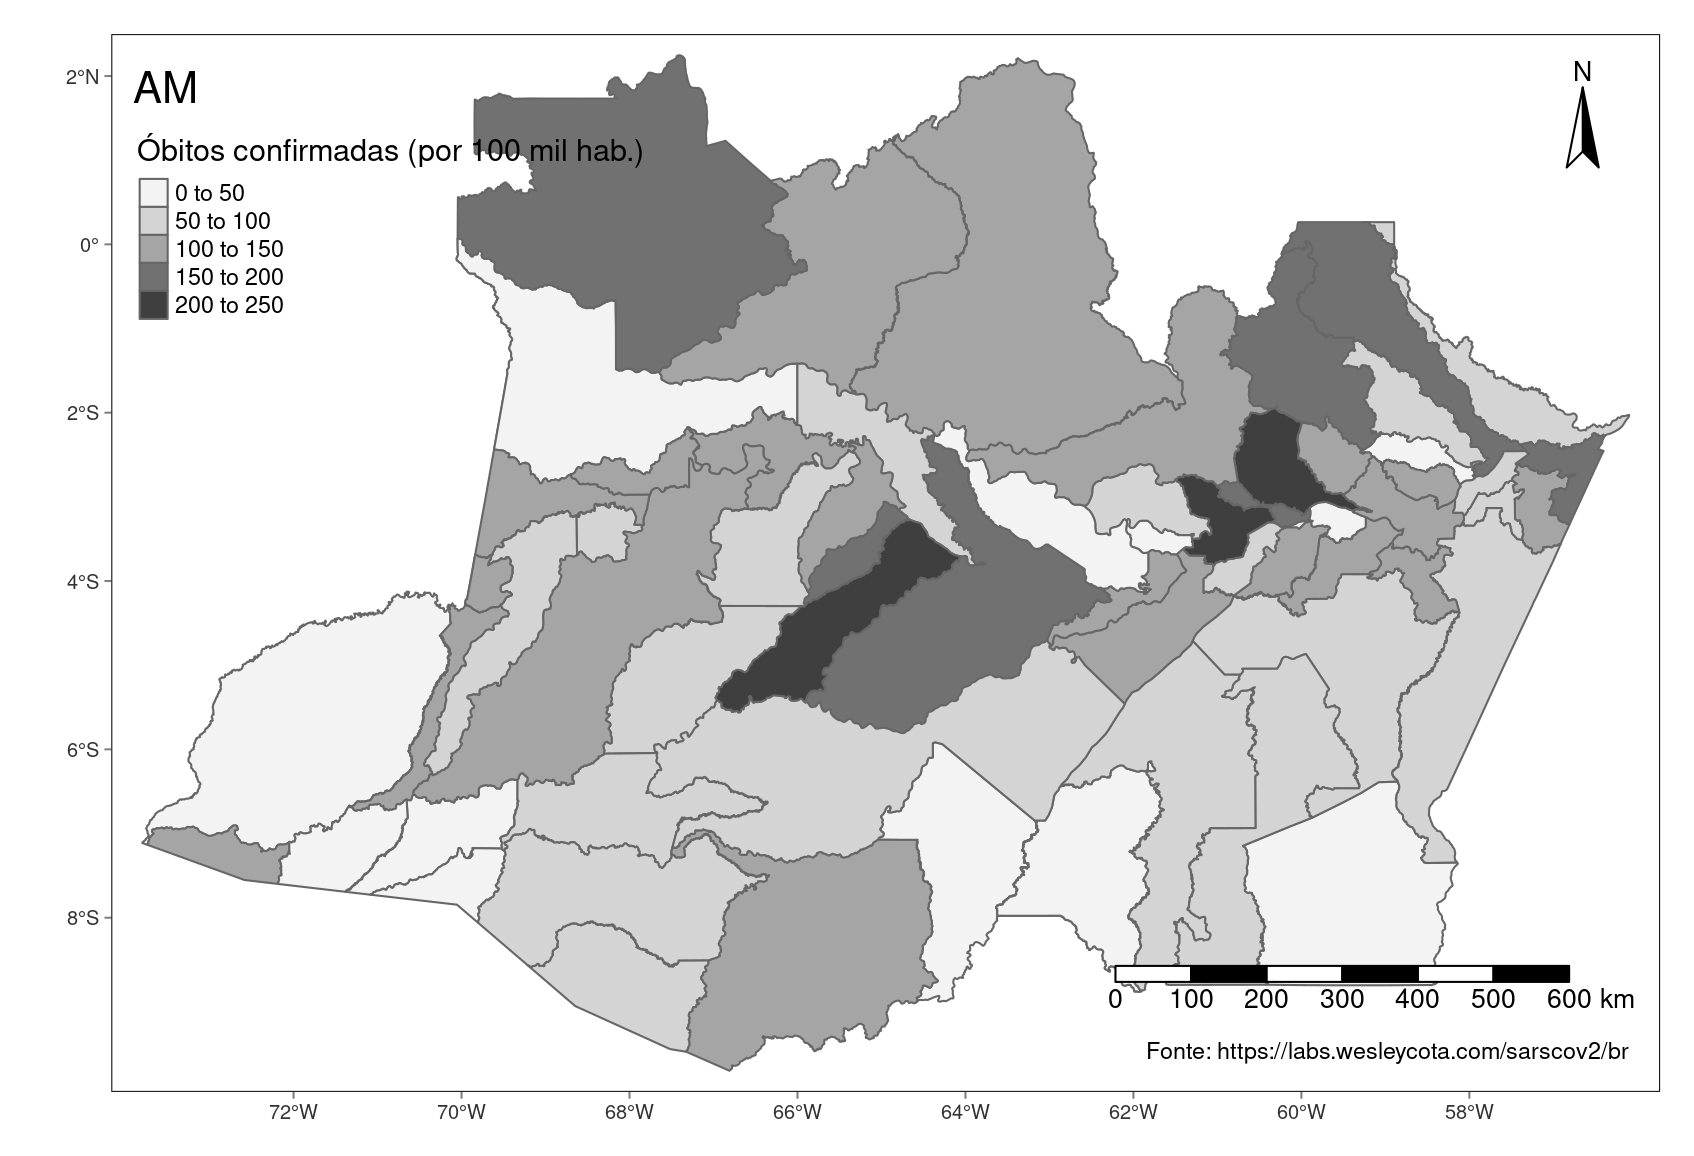 AM
N
Óbitos confirmadas (por 100 mil hab.)
0 to 50
50 to 100
100 to 150
150 to 200
200 to 250
2°N
0°
2°S
4°S
6°S
8°S
0 100 200 300 400 500 600 km
Fonte: https://labs.wesleycota.com/sarscov2/br
72°W 70°W 68°W 66°W 64°W 62°W 60°W 58°W